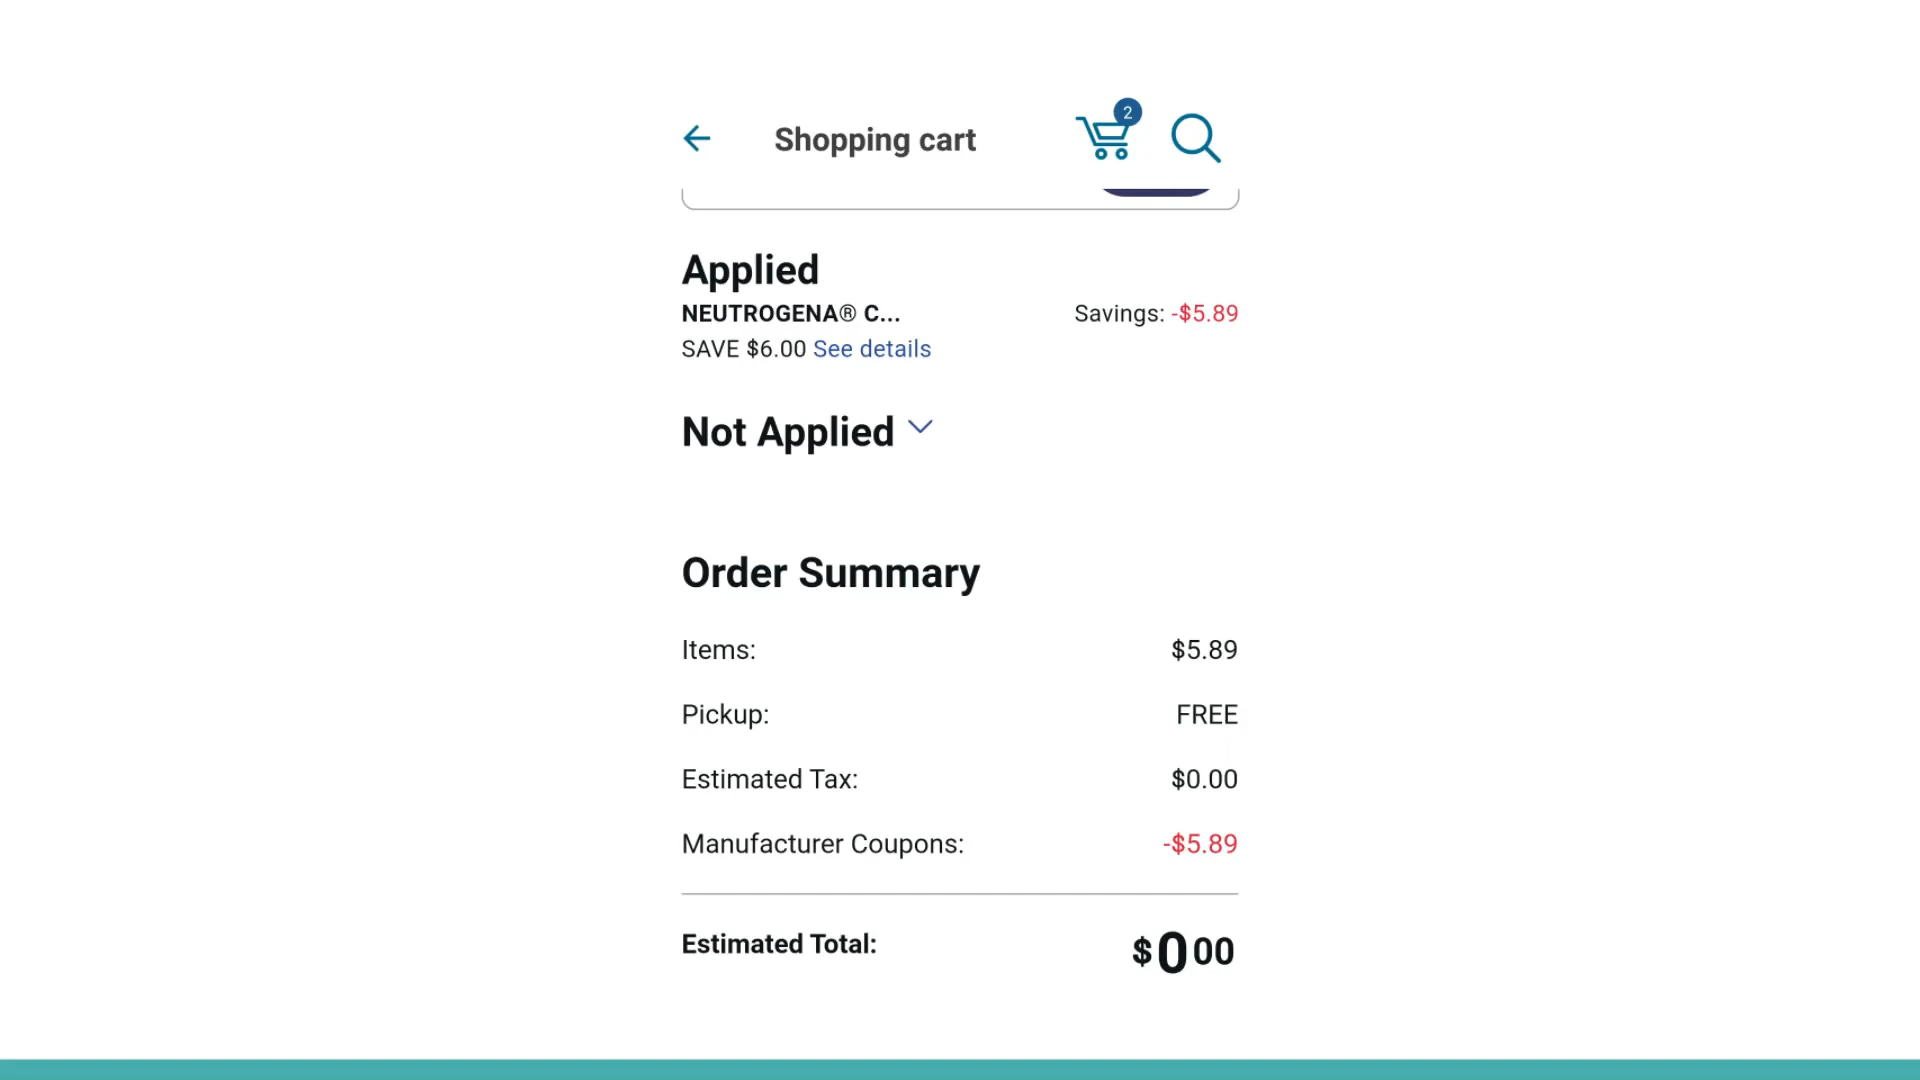 Shopping cart
2
Applied
NEUTROGENA® C... Savings: -$5.89
SAVE $6.00 See details
Not Applied
Order Summary
Items: $5.89
Pickup: FREE
Estimated Tax: $0.00
Manufacturer Coupons: -$5.89
Estimated Total: $0 00